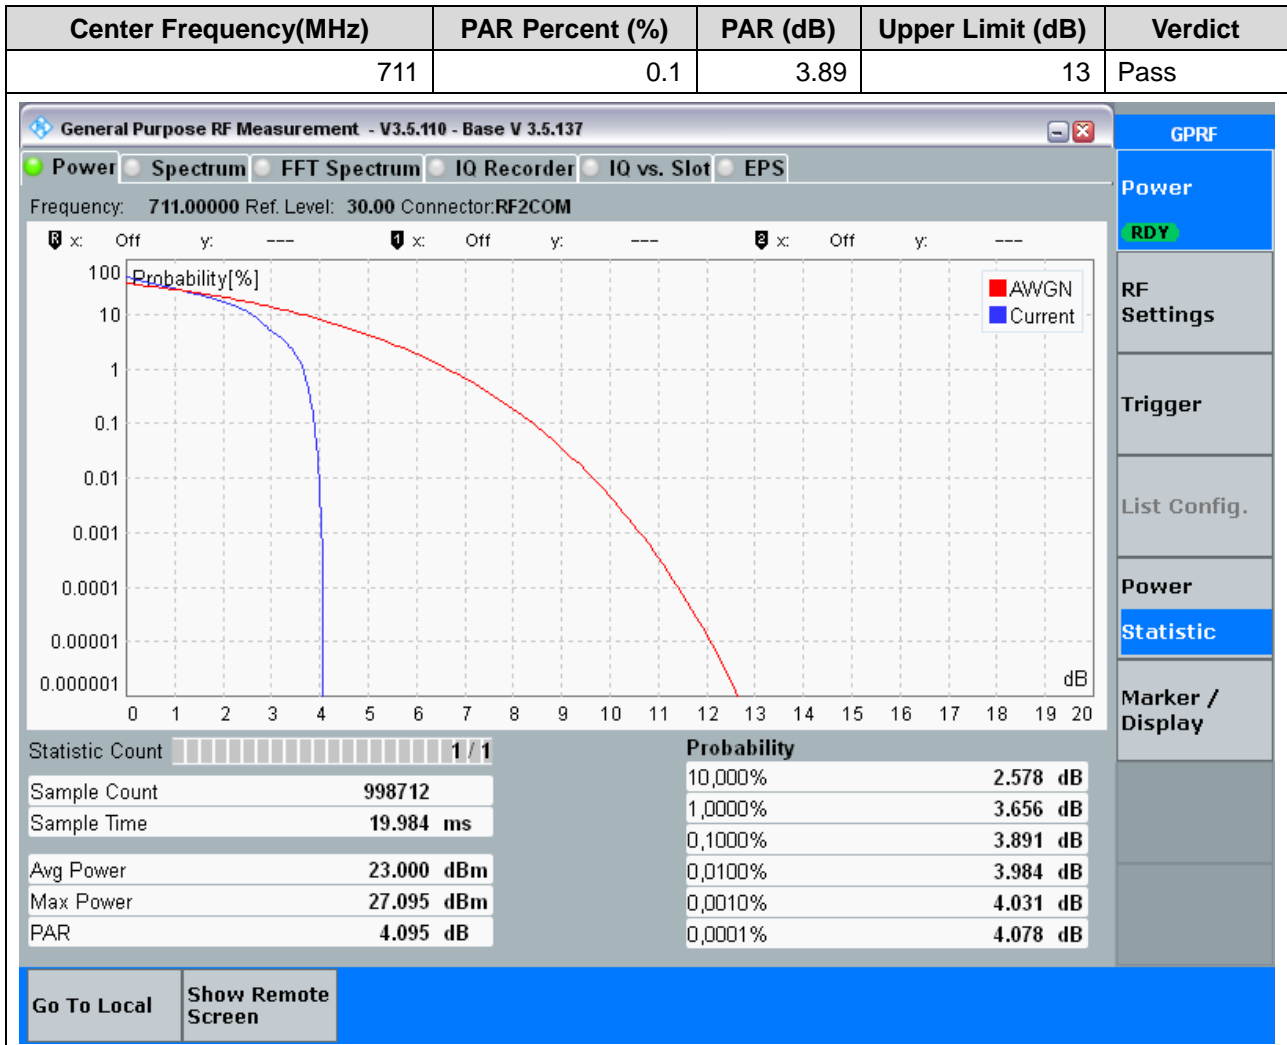 Center Frequency(MHz) PAR Percent (%) PAR (dB) Upper Limit (dB) Verdict
711 0.1 3.89 13 Pass
General Purpose RF Measurement - V3.5.110 - Base V 3.5.137
GPRF
Power Spectrum FFT Spectrum IQ Recorder IQ vs. Slot EPS
Frequency: 711.00000 Ref. Level: 30.00 Connector:RF2COM
R x: Off y: --- 1 x: Off y: --- 2 x: Off y: ---
Probability[%]
AWGN
Current
100
10
1
0.1
0.01
0.001
0.0001
0.00001
0.000001
dB
0 1 2 3 4 5 6 7 8 9 10 11 12 13 14 15 16 17 18 19 20
Statistic Count 1 / 1
Sample Count 998712
Sample Time 19.984 ms
Avg Power 23.000 dBm
Max Power 27.095 dBm
PAR 4.095 dB
Probability
10,000% 2.578 dB
1,0000% 3.656 dB
0,1000% 3.891 dB
0,0100% 3.984 dB
0,0010% 4.031 dB
0,0001% 4.078 dB
Power
RDY
RF
Settings
Trigger
List Config.
Power
Statistic
Marker /
Display
Go To Local
Show Remote
Screen